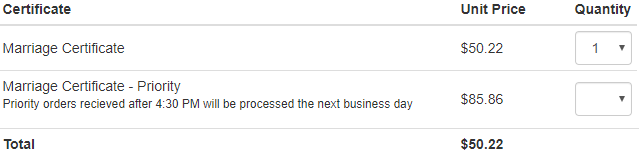 Certificate Unit Price Quantity
Marriage Certificate $50.22 1
Marriage Certificate - Priority
Priority orders recieved after 4:30 PM will be processed the next business day $85.86
Total $50.22